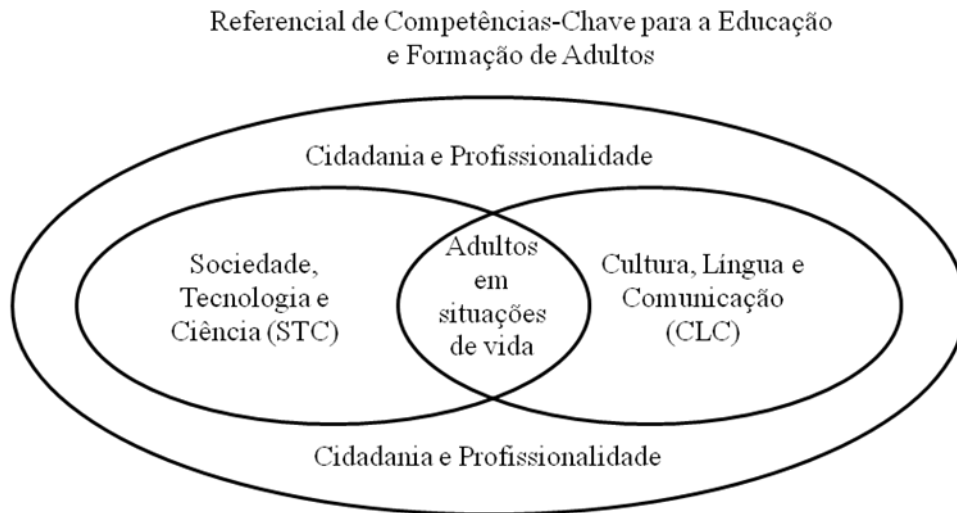 Referencial de Competências-Chave para a Educação
e Formação de Adultos
Cidadania e Profissionalidade
Sociedade,
Tecnologia e
Ciência (STC)
Adultos
em
situações
de vida
Cultura, Língua e
Comunicação
(CLC)
Cidadania e Profissionalidade